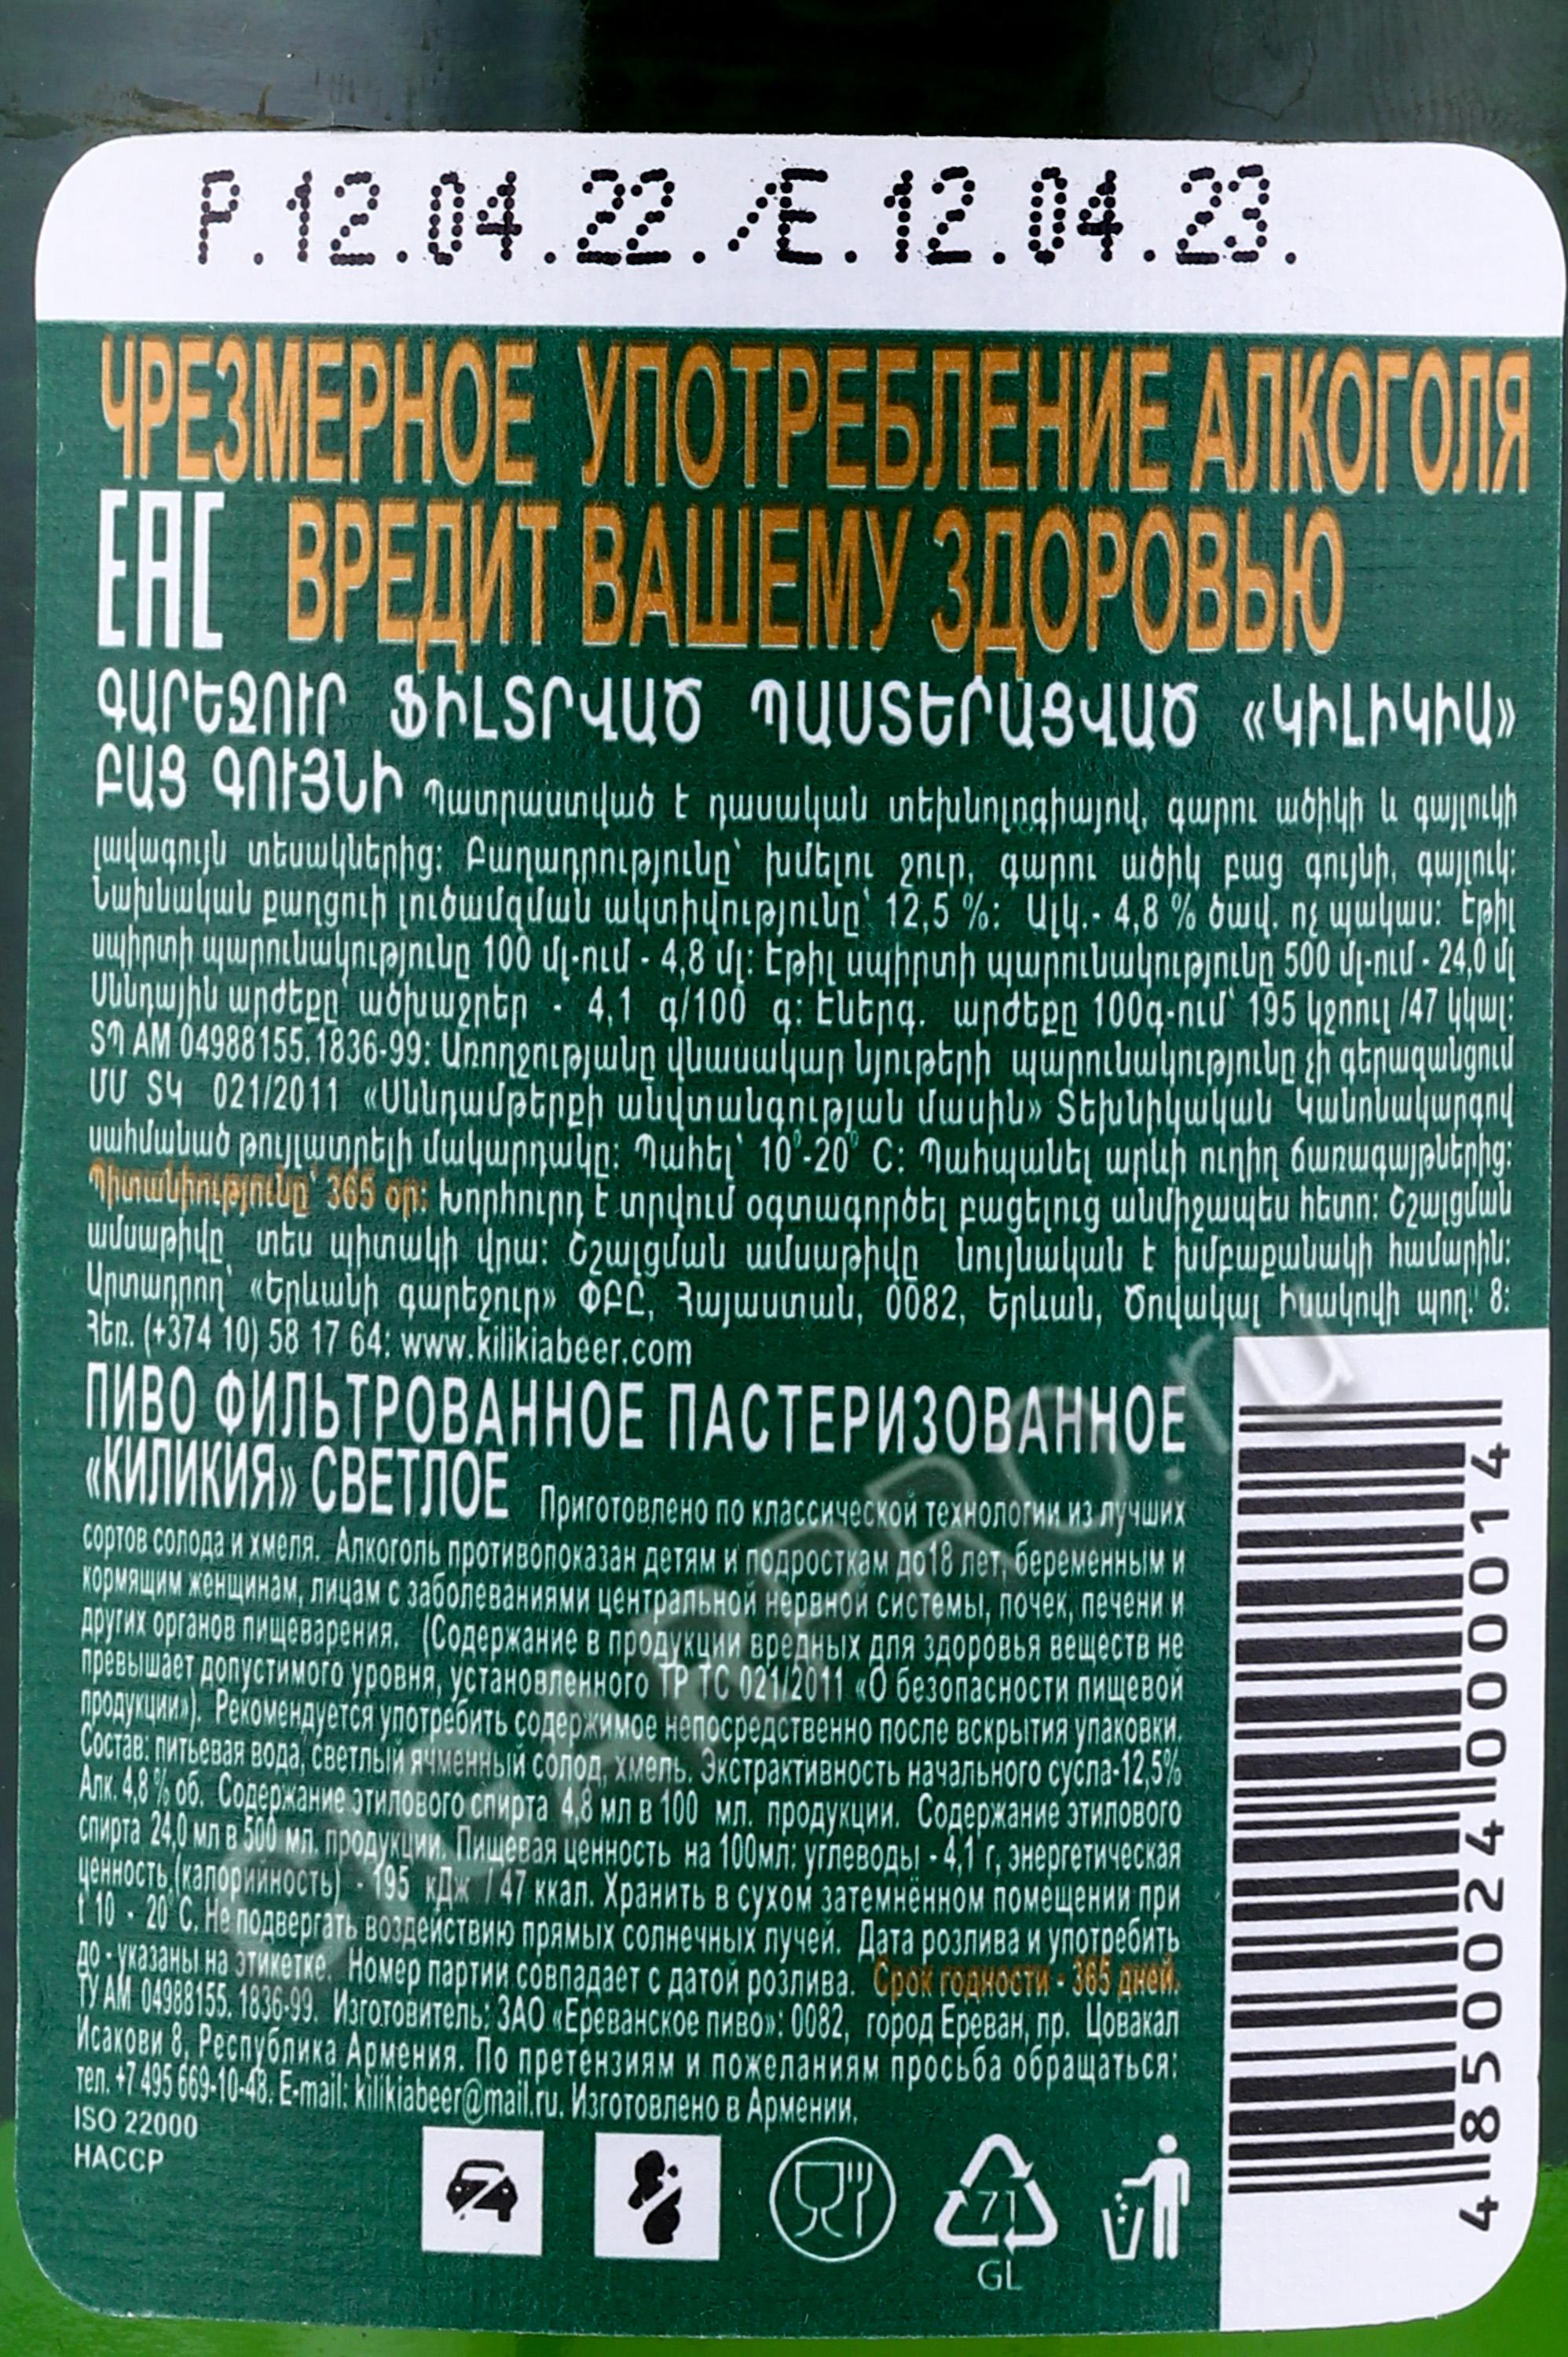 P.12.04.22./E.12.04.23.
ЧРЕЗМЕРНОЕ УПОТРЕБЛЕНИЕ АЛКОГОЛЯ
EAC ВРЕДИТ ВАШЕМУ ЗДОРОВЬЮ
ԳԱՐԵՋՈՒՐ ՖԻԼՏՐՎԱԾ ՊԱՍՏԵՐԱՑՎԱԾ «ԿԻԼԻԿԻԱ»
ԲԱՑ ԳՈՒՅՆԻ Պատրաստված է դասական տեխնոլոգիայով, գարու ածիկի և գայլուկի
լավագույն տեսակներից: Բաղադրությունը՝ խմելու ջուր, գարու ածիկ բաց գույնի, գայլուկ:
Նախնական քաղցուի լուծամզման ակտիվությունը՝ 12,5 %: Ալկ.- 4,8 % ծավ. ոչ պակաս: Էթիլ
սպիրտի պարունակությունը 100 մլ-ում - 4,8 մլ: Էթիլ սպիրտի պարունակությունը 500 մլ-ում - 24,0 մլ
Սննդային արժեքը՝ ածխաջրեր - 4,1 գ/100 գ: Էներգ. արժեքը 100գ-ում՝ 195 կջոուլ /47 կկալ:
ՏՊ AM 04988155.1836-99: Առողջությանը վնասակար նյութերի պարունակությունը չի գերազանցում
ՄՄ ՏԿ 021/2011 «Սննդամթերքի անվտանգության մասին» Տեխնիկական Կանոնակարգով
սահմանած թույլատրելի մակարդակը: Պահել՝ 10°-20° C: Պահպանել արևի ուղիղ ճառագայթներից:
Պիտանիությունը՝ 365 օր: Խորհուրդ է տրվում օգտագործել բացելուց անմիջապես հետո: Շշալցման
ամսաթիվը տես պիտակի վրա: Շշալցման ամսաթիվը նույնական է խմբաքանակի համարին:
Արտադրող՝ «Երևանի գարեջուր» ՓԲԸ, Հայաստան, 0082, Երևան, Ծովակալ Իսակովի պող. 8:
Հեռ. (+374 10) 58 17 64: www.kilikiabeer.com
ПИВО ФИЛЬТРОВАННОЕ ПАСТЕРИЗОВАННОЕ
«КИЛИКИЯ» СВЕТЛОЕ Приготовлено по классической технологии из лучших
сортов солода и хмеля. Алкоголь противопоказан детям и подросткам до18 лет, беременным и
кормящим женщинам, лицам с заболеваниями центральной нервной системы, почек, печени и
других органов пищеварения. (Содержание в продукции вредных для здоровья веществ не
превышает допустимого уровня, установленного ТР ТС 021/2011 «О безопасности пищевой
продукции»). Рекомендуется употребить содержимое непосредственно после вскрытия упаковки.
Состав: питьевая вода, светлый ячменный солод, хмель. Экстрактивность начального сусла-12,5%
Алк. 4,8 % об. Содержание этилового спирта 4,8 мл в 100 мл. продукции. Содержание этилового
спирта 24,0 мл в 500 мл. продукции. Пищевая ценность на 100мл: углеводы - 4,1 г, энергетическая
ценность,(калорийность) - 195 кДж / 47 ккал. Хранить в сухом затемнённом помещении при
t 10 - 20°C. Не подвергать воздействию прямых солнечных лучей. Дата розлива и употребить
до - указаны на этикетке. Номер партии совпадает с датой розлива. Срок годности - 365 дней.
ТУ АМ 04988155. 1836-99. Изготовитель: ЗАО «Ереванское пиво»: 0082, город Ереван, пр. Цовакал
Исакови 8, Республика Армения. По претензиям и пожеланиям просьба обращаться:
тел. +7 495 669-10-48. E-mail: kilikiabeer@mail.ru. Изготовлено в Армении.
ISO 22000
HACCP
71
GL
4850024000014
CIGARPRO.ru